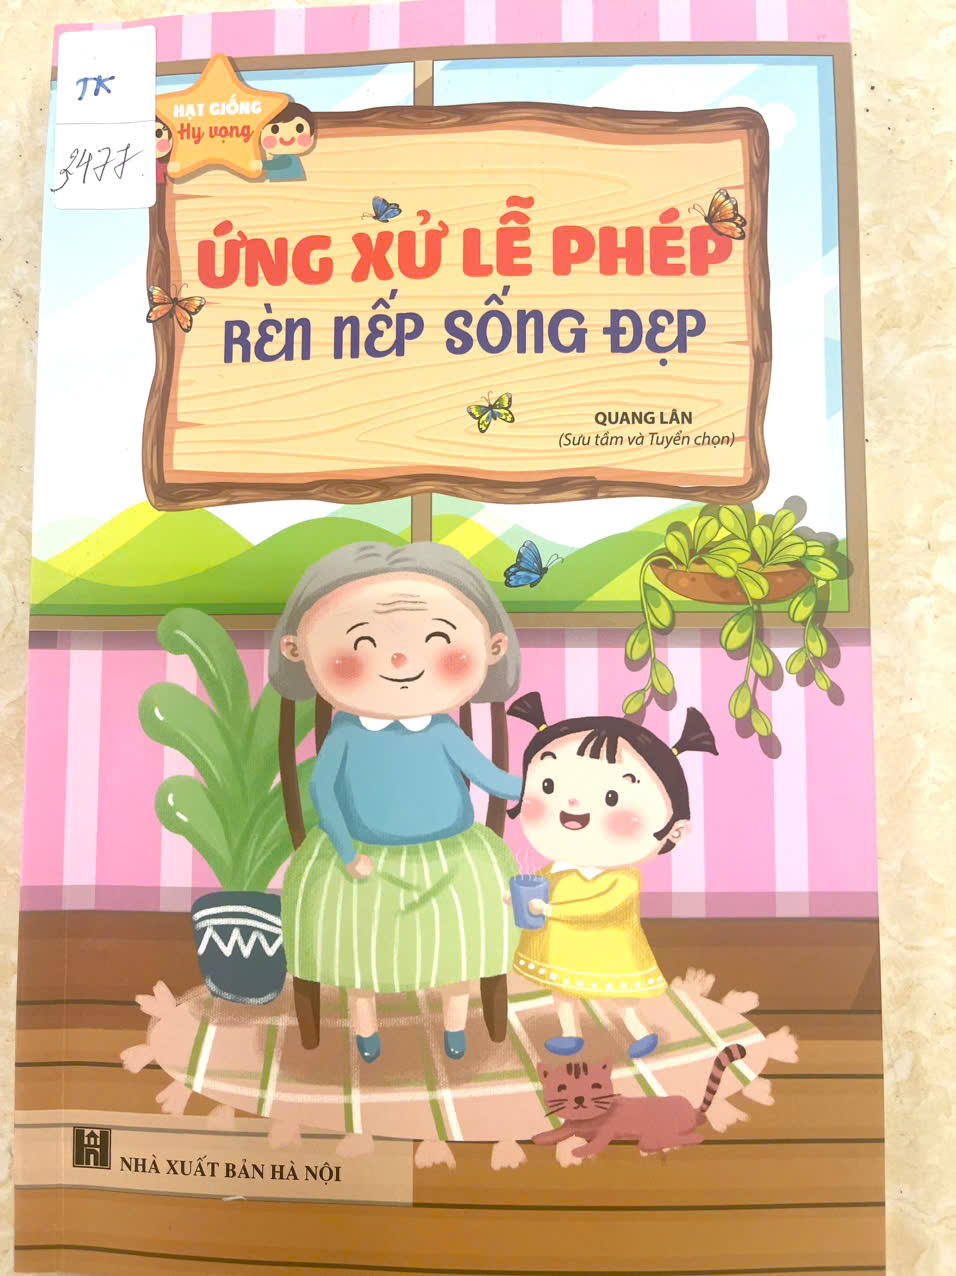 TK
3477
HẠT GIỐNG
Hy vọng
ỨNG XỬ LỄ PHÉP
RÈN NẾP SỐNG ĐẸP
QUANG LÂN
(Sưu tầm và Tuyển chọn)
NHÀ XUẤT BẢN HÀ NỘI